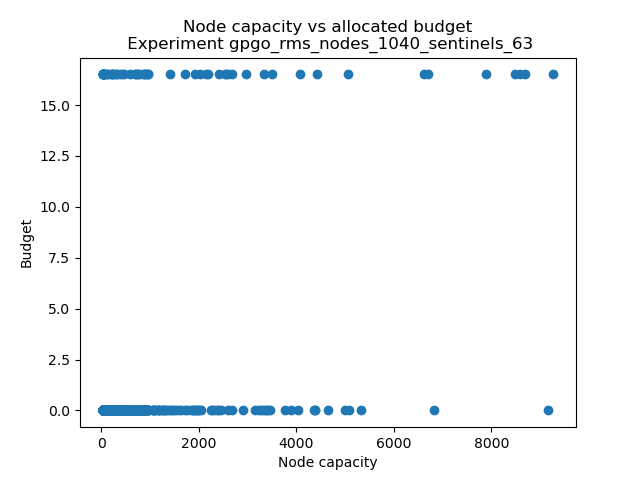 Node capacity vs allocated budget
Experiment gpgo_rms_nodes_1040_sentinels_63
15.0
12.5
10.0
7.5
5.0
2.5
0.0
Budget
0 2000 4000 6000 8000
Node capacity